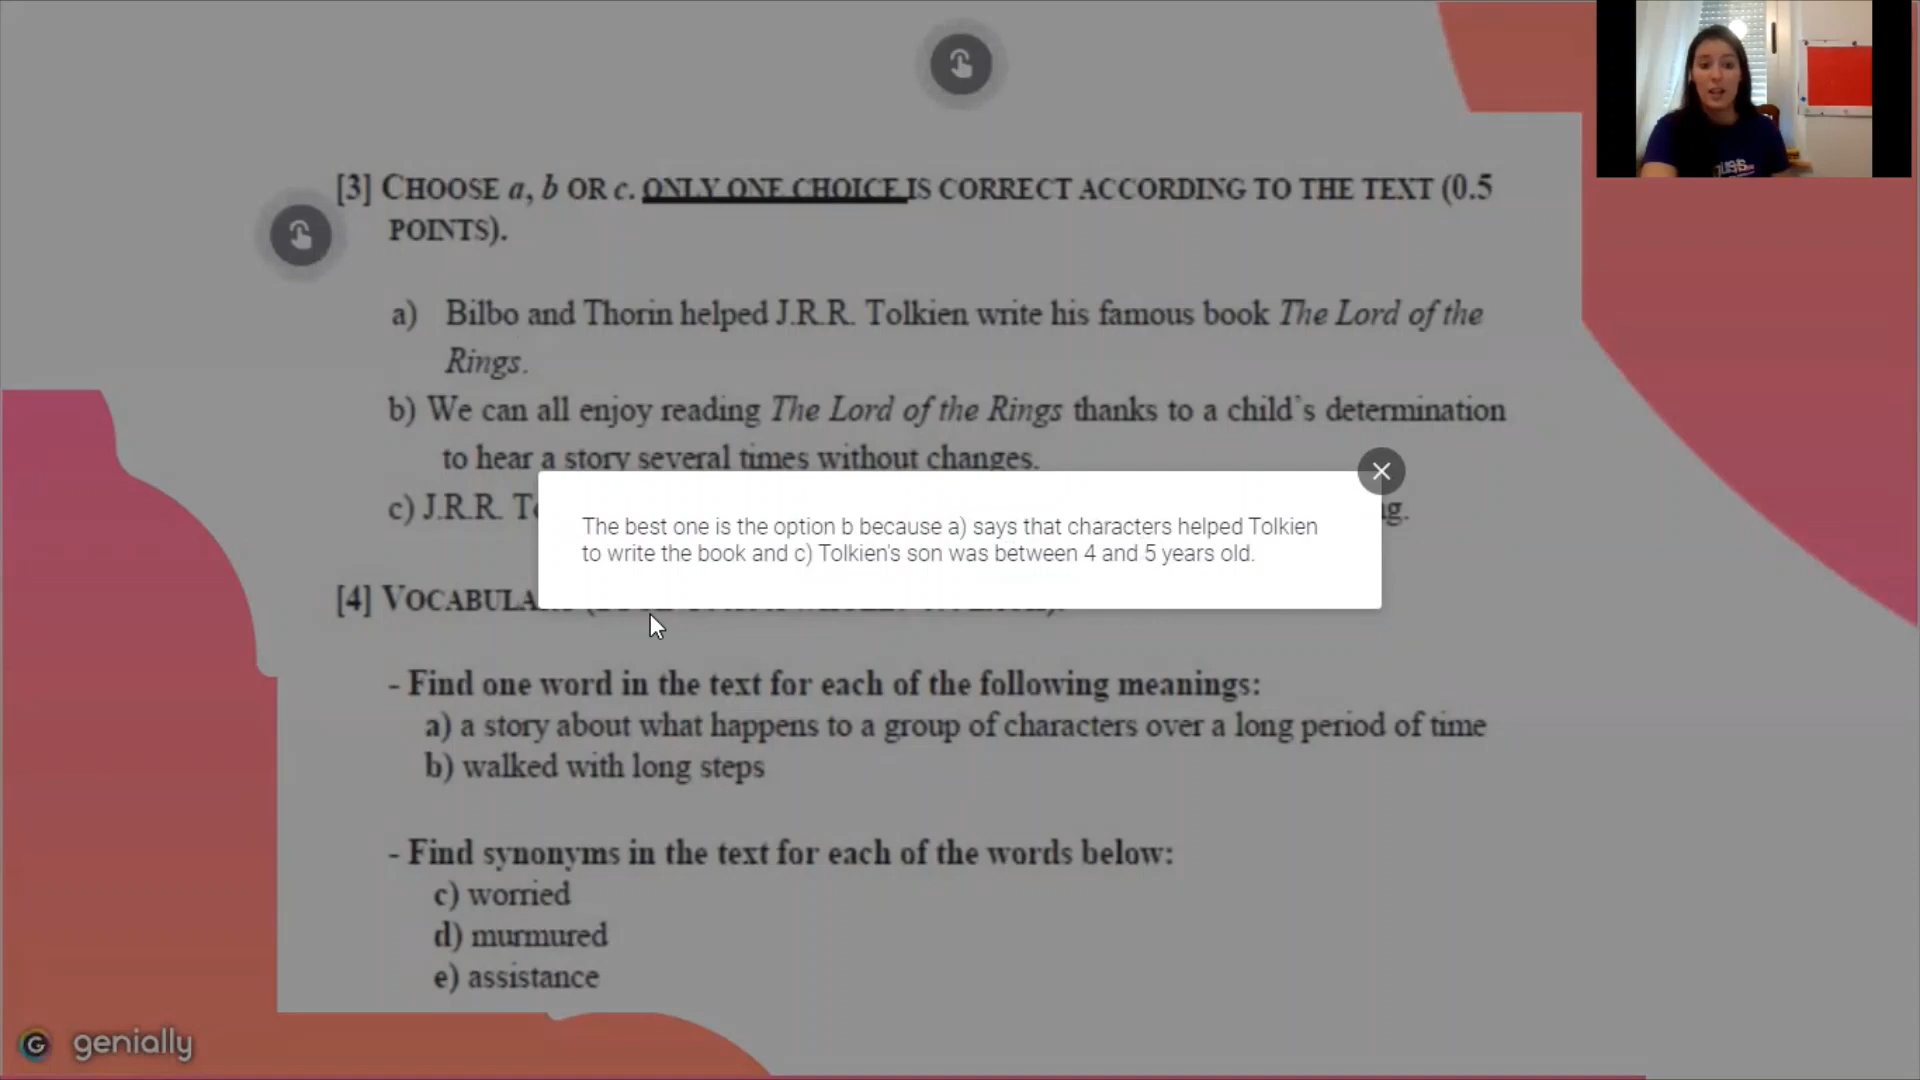 [3] CHOOSE a, b OR c. ONLY ONE CHOICE IS CORRECT ACCORDING TO THE TEXT (0.5
POINTS).
a) Bilbo and Thorin helped J.R.R. Tolkien write his famous book The Lord of the
Rings.
b) We can all enjoy reading The Lord of the Rings thanks to a child's determination
to hear a story several times without changes.
c) J.R.R.
The best one is the option b because a) says that characters helped Tolkien
to write the book and c) Tolkien's son was between 4 and 5 years old.
[4]
- Find one word in the text for each of the following meanings:
a) a story about what happens to a group of characters over a long period of time
b) walked with long steps
- Find synonyms in the text for each of the words below:
c) worried
d) murmured
e) assistance
genially